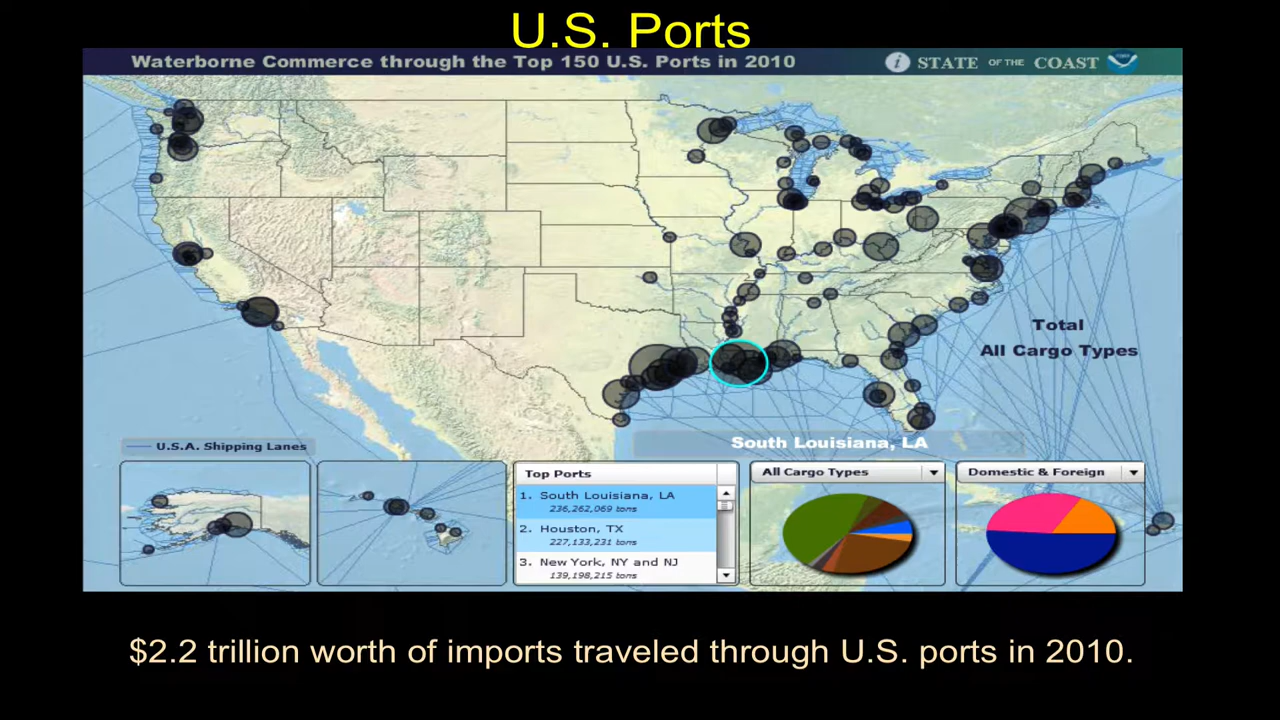 U.S. Ports
Waterborne Commerce through the Top 150 U.S. Ports in 2010
i STATE OF THE COAST
Total
All Cargo Types
South Louisiana, LA
U.S.A. Shipping Lanes
Top Ports
1. South Louisiana, LA
236,262,069 tons
2. Houston, TX
227,133,231 tons
3. New York, NY and NJ
139,198,215 tons
All Cargo Types
Domestic & Foreign
$2.2 trillion worth of imports traveled through U.S. ports in 2010.